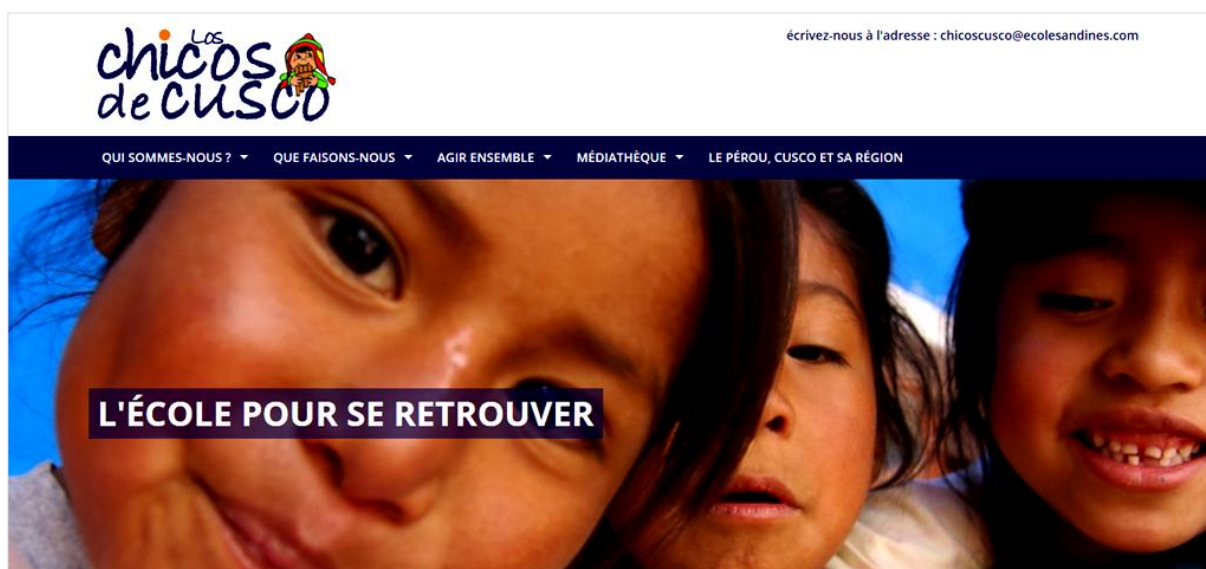 Los
chicos
de cusco
écrivez-nous à l'adresse : chicoscusco@ecolesandines.com
QUI SOMMES-NOUS ? QUE FAISONS-NOUS AGIR ENSEMBLE MÉDIATHÈQUE LE PÉROU, CUSCO ET SA RÉGION
L'ÉCOLE POUR SE RETROUVER